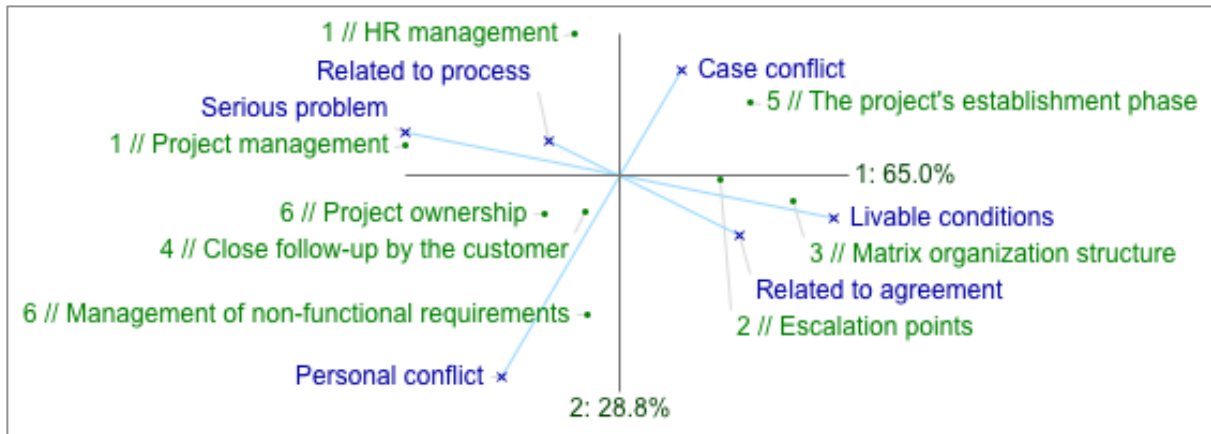 1 // HR management
Related to process
Case conflict
Serious problem
5 // The project's establishment phase
1 // Project management
1: 65.0%
6 // Project ownership
Livable conditions
4 // Close follow-up by the customer
3 // Matrix organization structure
Related to agreement
6 // Management of non-functional requirements
2 // Escalation points
Personal conflict
2: 28.8%